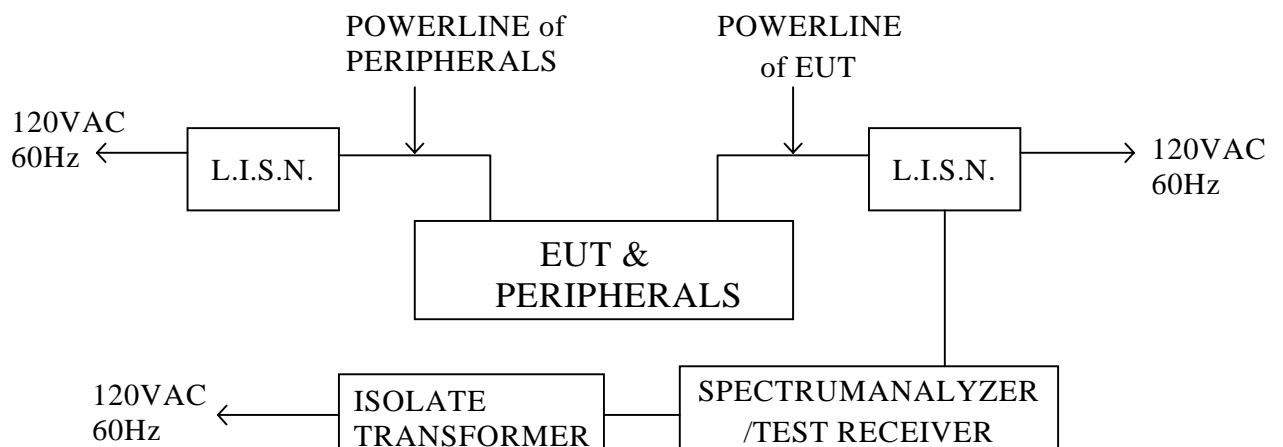 POWERLINE of
PERIPHERALS
POWERLINE
of EUT
120VAC
60Hz
L.I.S.N.
L.I.S.N.
120VAC
60Hz
EUT &
PERIPHERALS
120VAC
60Hz
ISOLATE
TRANSFORMER
SPECTRUMANALYZER
/TEST RECEIVER